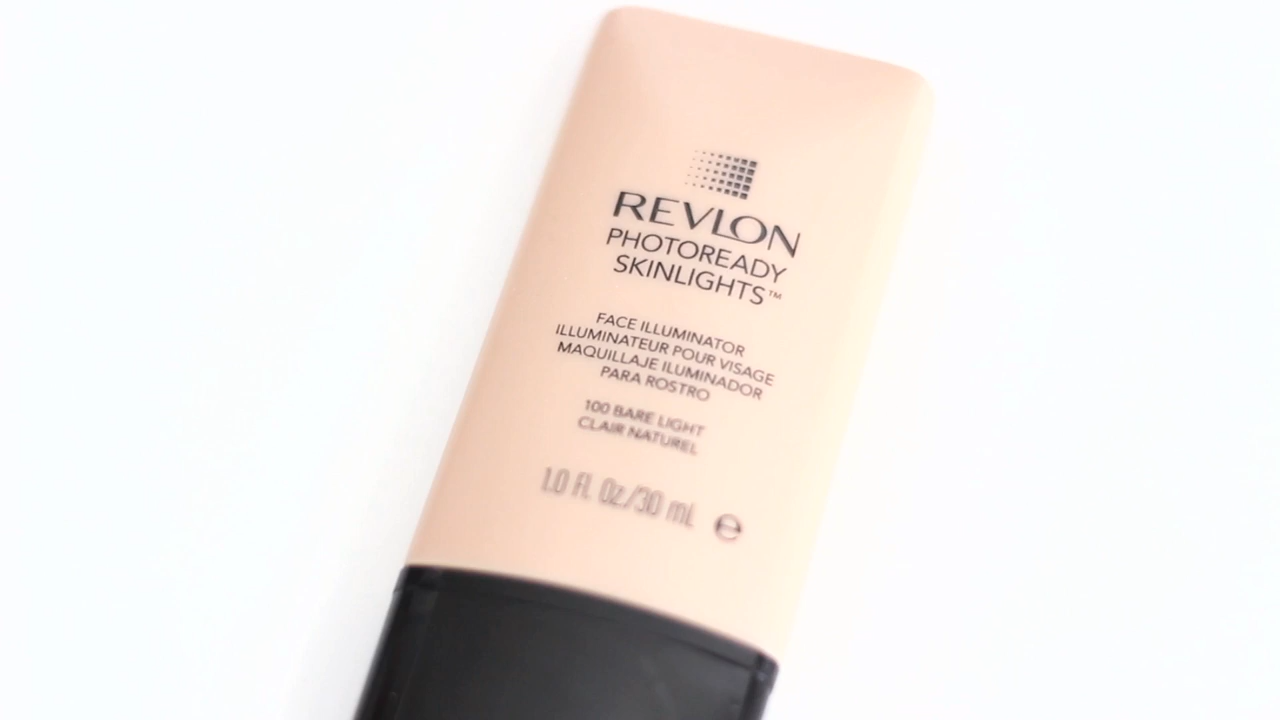 REVLON
PHOTOREADY
SKINLIGHTS™
FACE ILLUMINATOR
ILLUMINATEUR POUR VISAGE
MAQUILLAJE ILUMINADOR
PARA ROSTRO
100 BARE LIGHT
CLAIR NATUREL
1.0 Fl. Oz./30 mL ℮